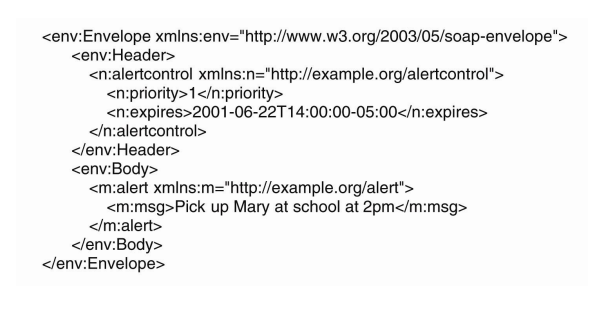 <env:Envelope xmlns:env="http://www.w3.org/2003/05/soap-envelope">
<env:Header>
<n:alertcontrol xmlns:n="http://example.org/alertcontrol">
<n:priority>1</n:priority>
<n:expires>2001-06-22T14:00:00-05:00</n:expires>
</n:alertcontrol>
</env:Header>
<env:Body>
<m:alert xmlns:m="http://example.org/alert">
<m:msg>Pick up Mary at school at 2pm</m:msg>
</m:alert>
</env:Body>
</env:Envelope>